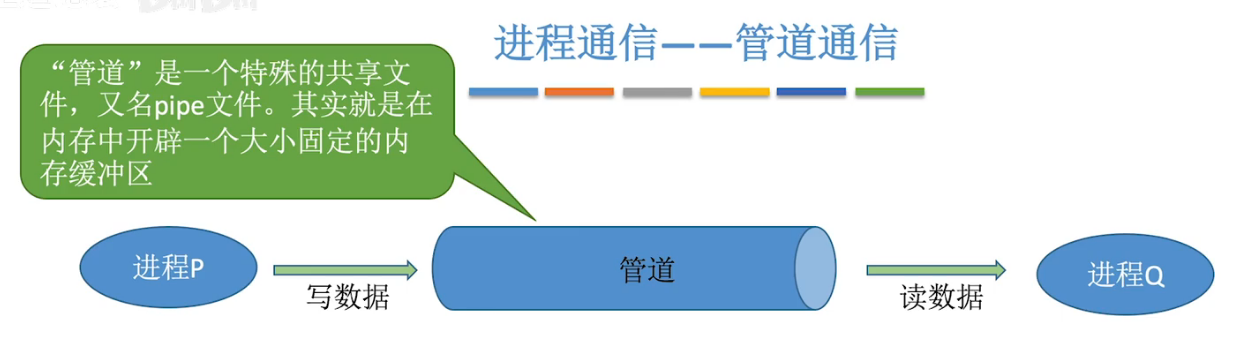 进程通信——管道通信
“管道”是一个特殊的共享文
件，又名pipe文件。其实就是在
内存中开辟一个大小固定的内
存缓冲区
进程P
写数据
管道
读数据
进程Q